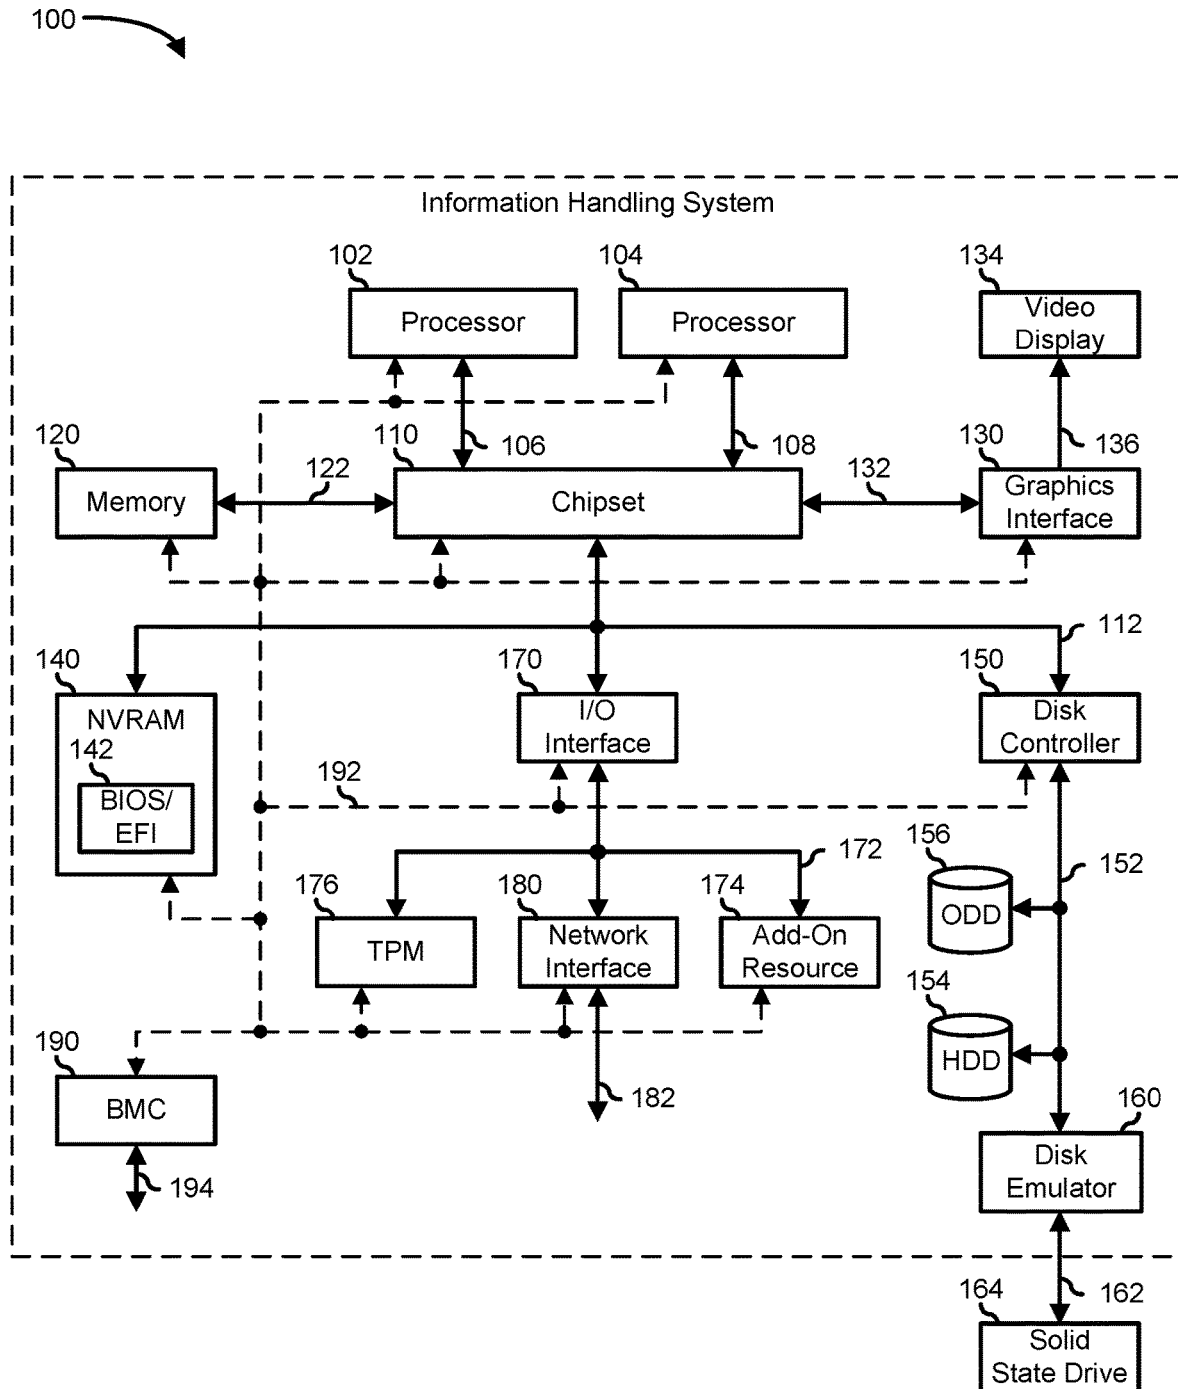 100
Information Handling System
102
104
134
Processor
Processor
Video
Display
120
110
106
108
130
136
122
132
Memory
Chipset
Graphics
Interface
112
140
170
150
NVRAM
I/O
Interface
Disk
Controller
142
BIOS/
EFI
192
156
152
172
ODD
176
180
174
TPM
Network
Interface
Add-On
Resource
154
HDD
190
BMC
182
160
194
Disk
Emulator
164
162
Solid
State Drive